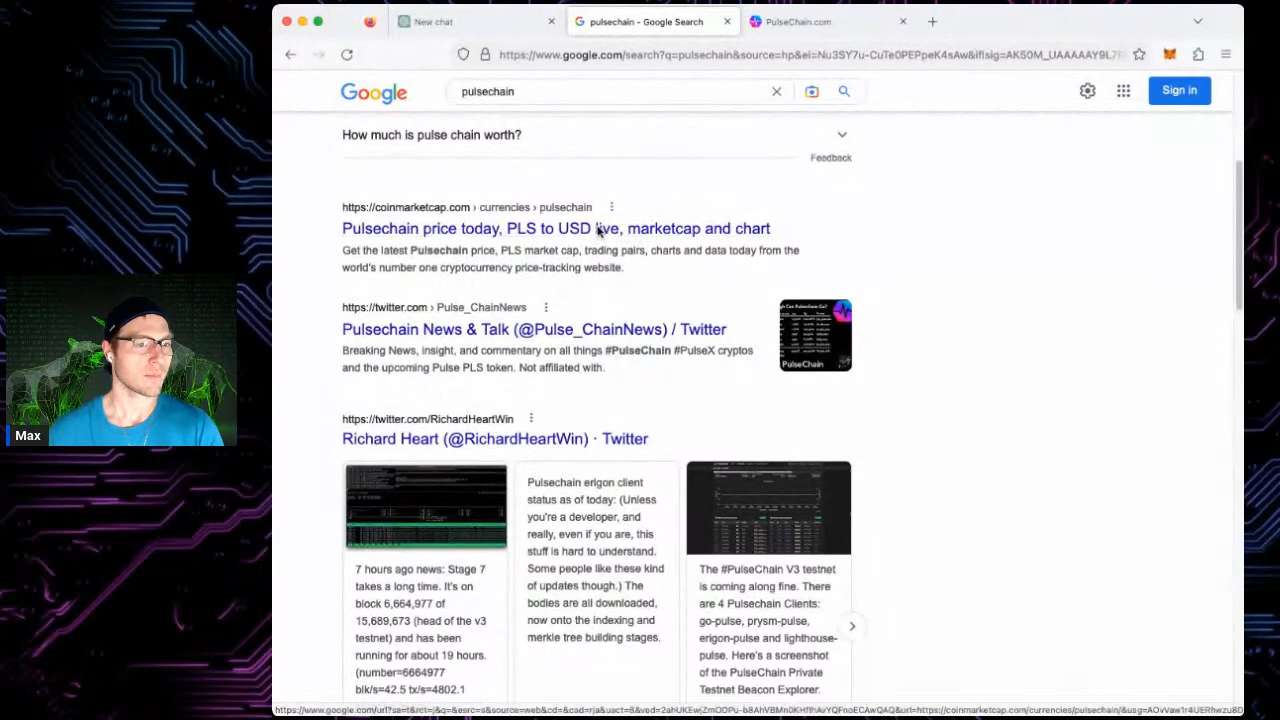 New chat
pulsechain - Google Search
PulseChain.com
https://www.google.com/search?q=pulsechain&source=hp&ei=Nu3SY7u-CuTe0PEPpeK4sAw&iflsig=
Google
pulsechain
Sign in
How much is pulse chain worth?
Feedback
https://coinmarketcap.com › currencies › pulsechain
Pulsechain price today, PLS to USD live, marketcap and chart
Get the latest Pulsechain price, PLS market cap, trading pairs, charts and data today from the
world's number one cryptocurrency price-tracking website.
https://twitter.com › Pulse_ChainNews
Pulsechain News & Talk (@Pulse_ChainNews) / Twitter
Breaking News, insight, and commentary on all things #PulseChain #PulseX cryptos
and the upcoming Pulse PLS token. Not affiliated with.
PulseChain
https://twitter.com/RichardHeartWin
Richard Heart (@RichardHeartWin) · Twitter
7 hours ago news: Stage 7
takes a long time. It's on
block 6,664,977 of
15,689,673 (head of the v3
testnet) and has been
running for about 19 hours.
(number=6664977
blk/s=42.5 tx/s=4802.1
Pulsechain erigon client
status as of today: (Unless
you're a developer, and
really, even if you are, this
stuff is hard to understand.
Some people like these kind
of updates though.) The
bodies are all downloaded,
now onto the indexing and
merkle tree building stages.
The #PulseChain V3 testnet
is coming along fine. There
are 4 Pulsechain Clients:
go-pulse, prysm-pulse,
erigon-pulse and lighthouse-
pulse. Here's a screenshot
of the PulseChain Private
Testnet Beacon Explorer.
Max